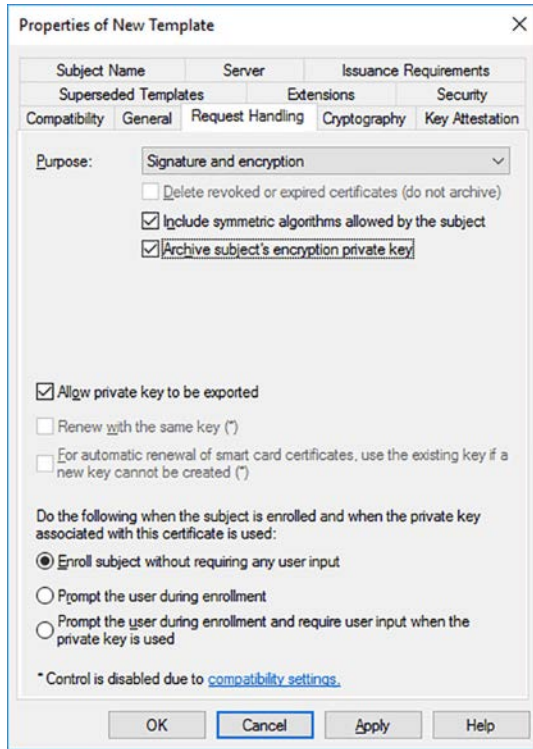 Properties of New Template
Subject Name Server Issuance Requirements
Superseded Templates Extensions Security
Compatibility General Request Handling Cryptography Key Attestation
Purpose: Signature and encryption
Delete revoked or expired certificates (do not archive)
Include symmetric algorithms allowed by the subject
Archive subject's encryption private key
Allow private key to be exported
Renew with the same key (*)
For automatic renewal of smart card certificates, use the existing key if a
new key cannot be created (*)
Do the following when the subject is enrolled and when the private key
associated with this certificate is used:
Enroll subject without requiring any user input
Prompt the user during enrollment
Prompt the user during enrollment and require user input when the
private key is used
* Control is disabled due to compatibility settings.
OK Cancel Apply Help